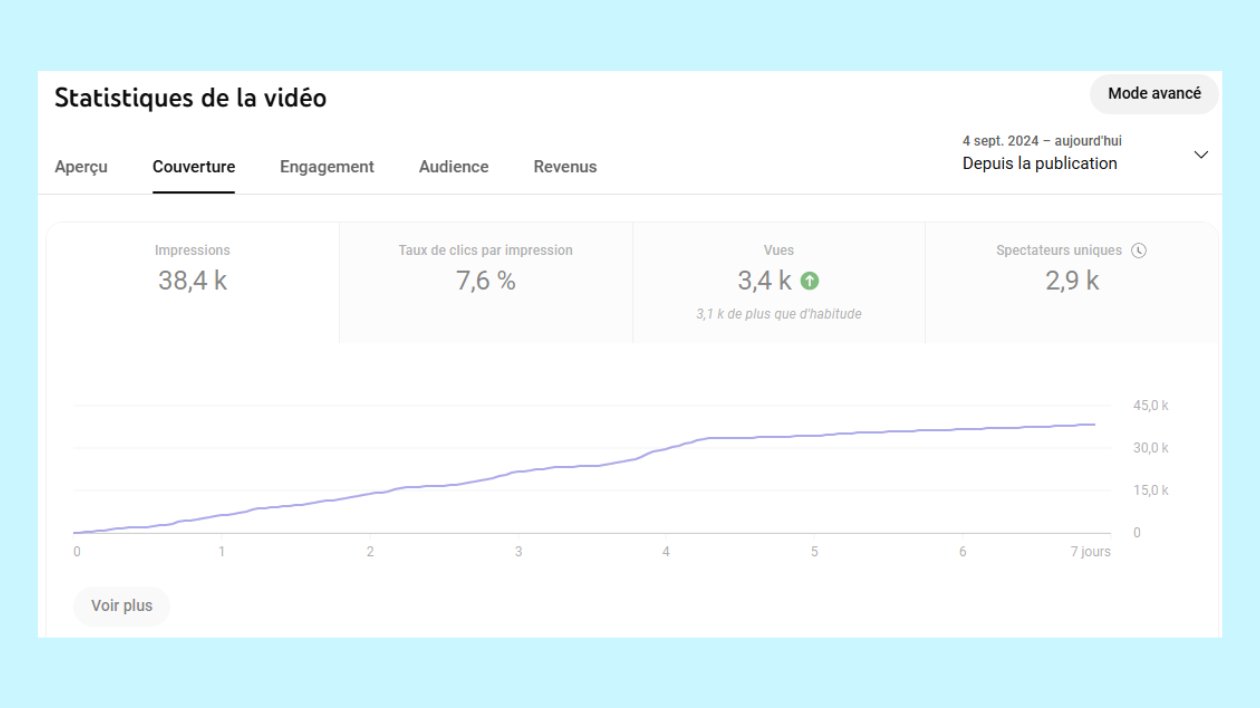 Statistiques de la vidéo
Mode avancé
4 sept. 2024 – aujourd'hui
Depuis la publication
Aperçu Couverture Engagement Audience Revenus
Impressions Taux de clics par impression Vues Spectateurs uniques
38,4 k 7,6 % 3,4 k 2,9 k
3,1 k de plus que d'habitude
45,0 k
30,0 k
15,0 k
0
0 1 2 3 4 5 6 7 jours
Voir plus